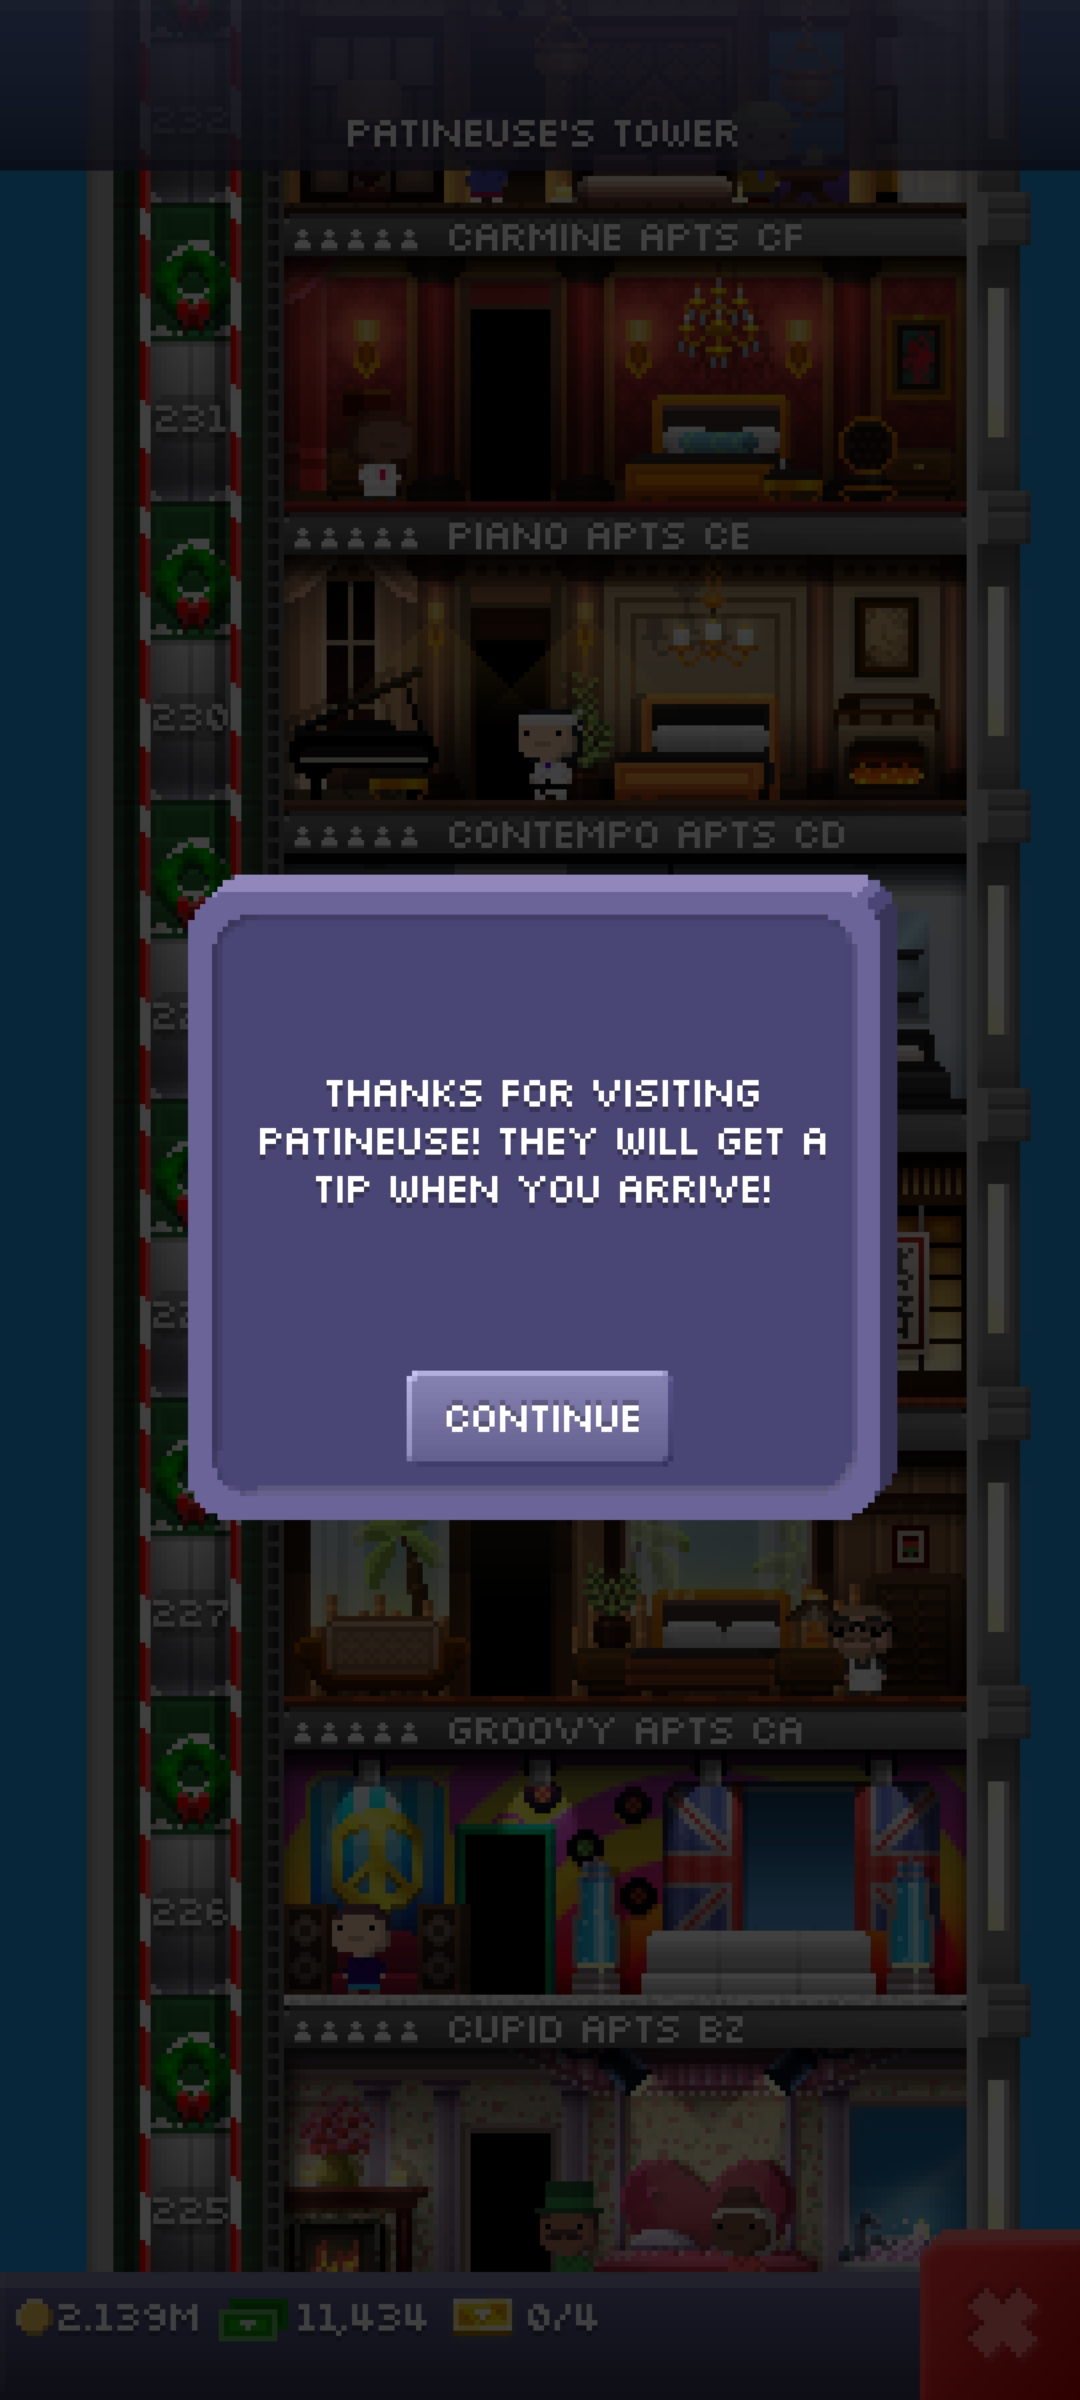 232
PATINEUSE'S TOWER
CARMINE APTS CF
231
PIANO APTS CE
230
CONTEMPO APTS CD
THANKS FOR VISITING
PATINEUSE! THEY WILL GET A
TIP WHEN YOU ARRIVE!
CONTINUE
227
GROOVY APTS CA
226
CUPID APTS BZ
225
2.139M 11,434 0/4